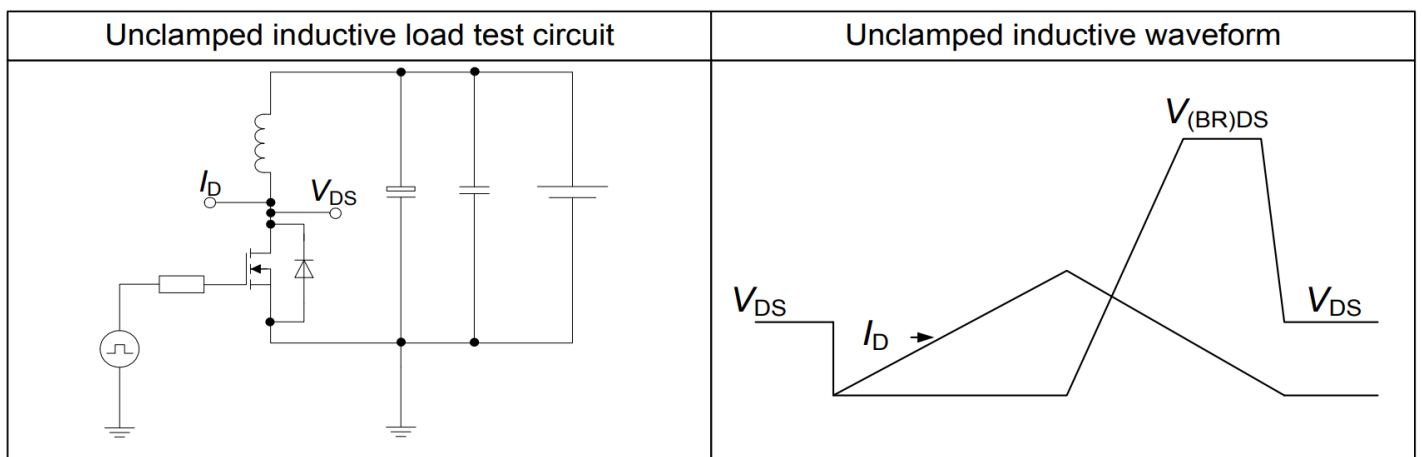 Unclamped inductive load test circuit
Unclamped inductive waveform
V(BR)DS
ID
VDS
VDS
VDS
ID